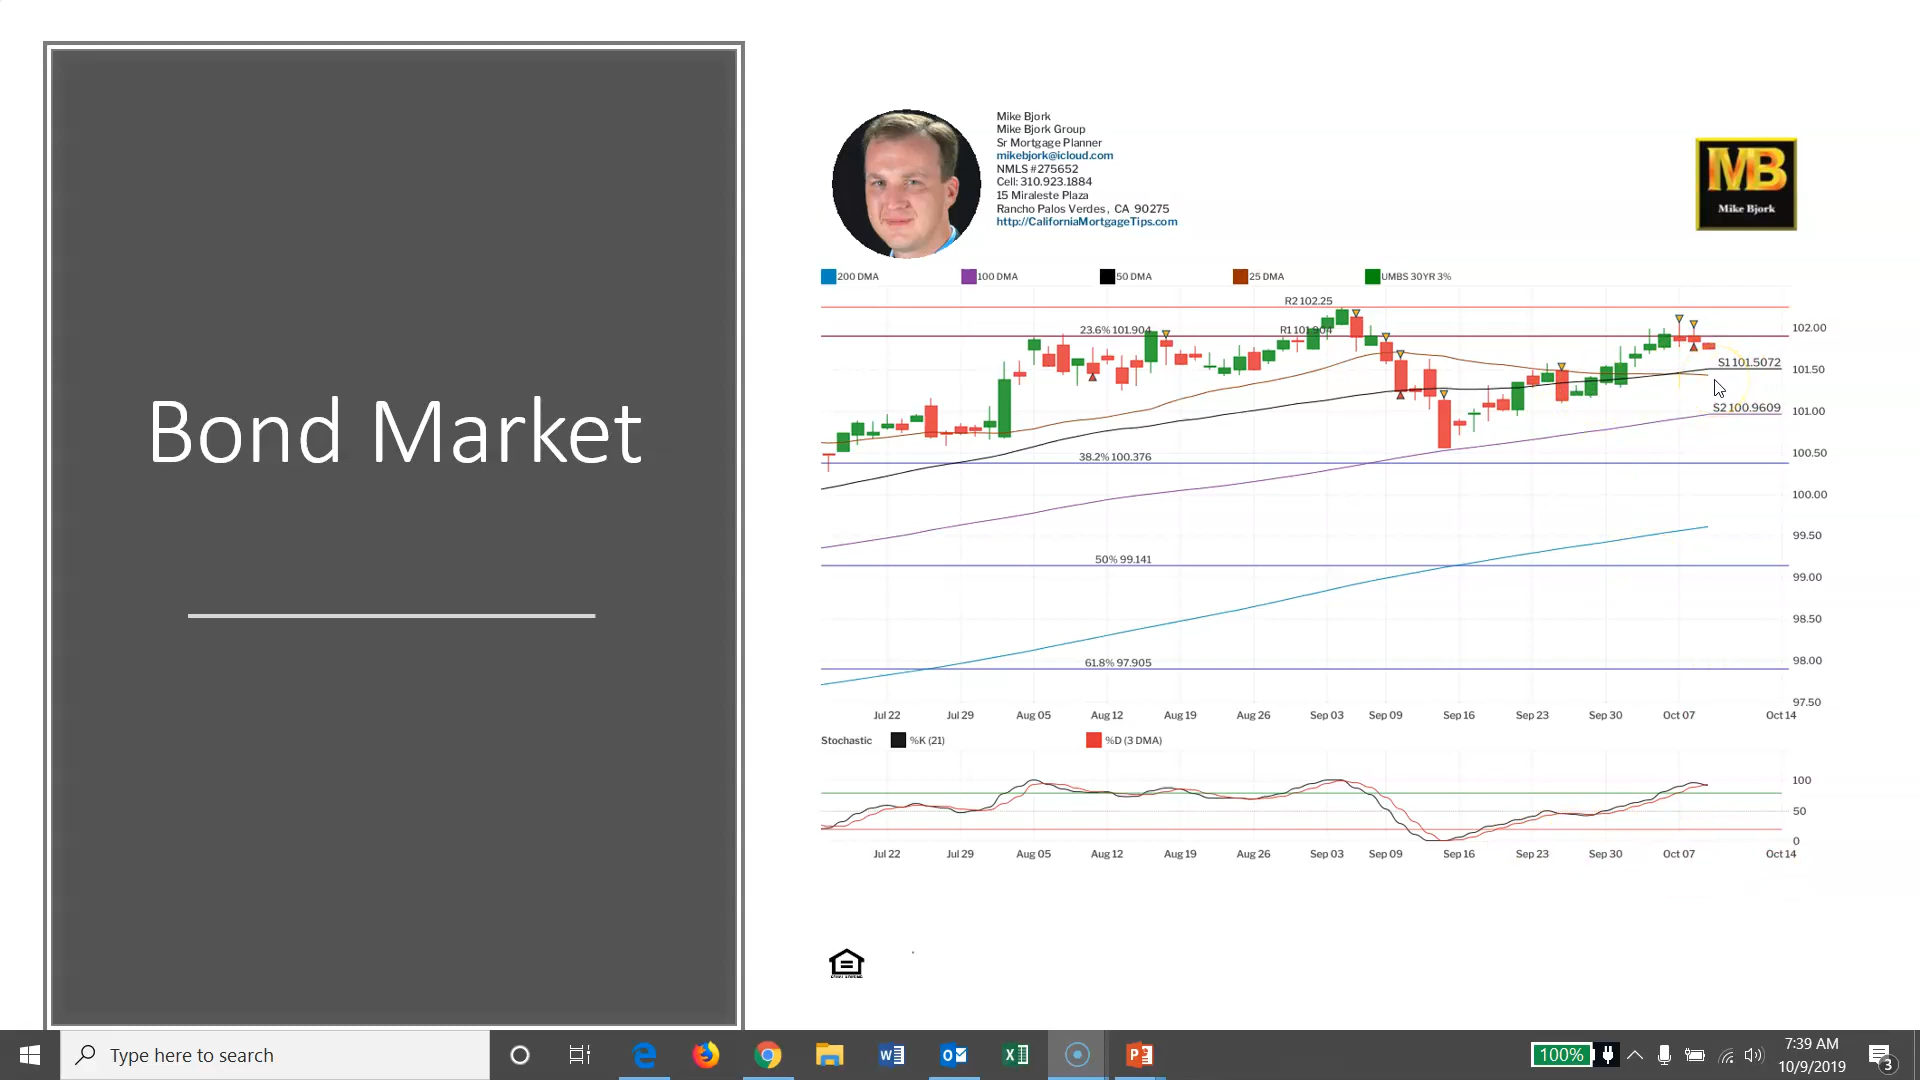 Bond Market
Mike Bjork
Mike Bjork Group
Sr Mortgage Planner
mikebjork@icloud.com
NMLS #275652
Cell: 310.923.1884
15 Miraleste Plaza
Rancho Palos Verdes, CA 90275
http://CaliforniaMortgageTips.com
MB
Mike Bjork
200 DMA 100 DMA 50 DMA 25 DMA UMBS 30YR 3%
R2 102.25
23.6% 101.904 R1 101.904
102.00
S1 101.5072
101.50
S2 100.9609
101.00
38.2% 100.376
100.50
100.00
99.50
50% 99.141
99.00
98.50
61.8% 97.905
98.00
97.50
Jul 22 Jul 29 Aug 05 Aug 12 Aug 19 Aug 26 Sep 03 Sep 09 Sep 16 Sep 23 Sep 30 Oct 07 Oct 14
Stochastic %K (21) %D (3 DMA)
100
50
0
Jul 22 Jul 29 Aug 05 Aug 12 Aug 19 Aug 26 Sep 03 Sep 09 Sep 16 Sep 23 Sep 30 Oct 07 Oct 14
Type here to search
100%
7:39 AM
10/9/2019
3